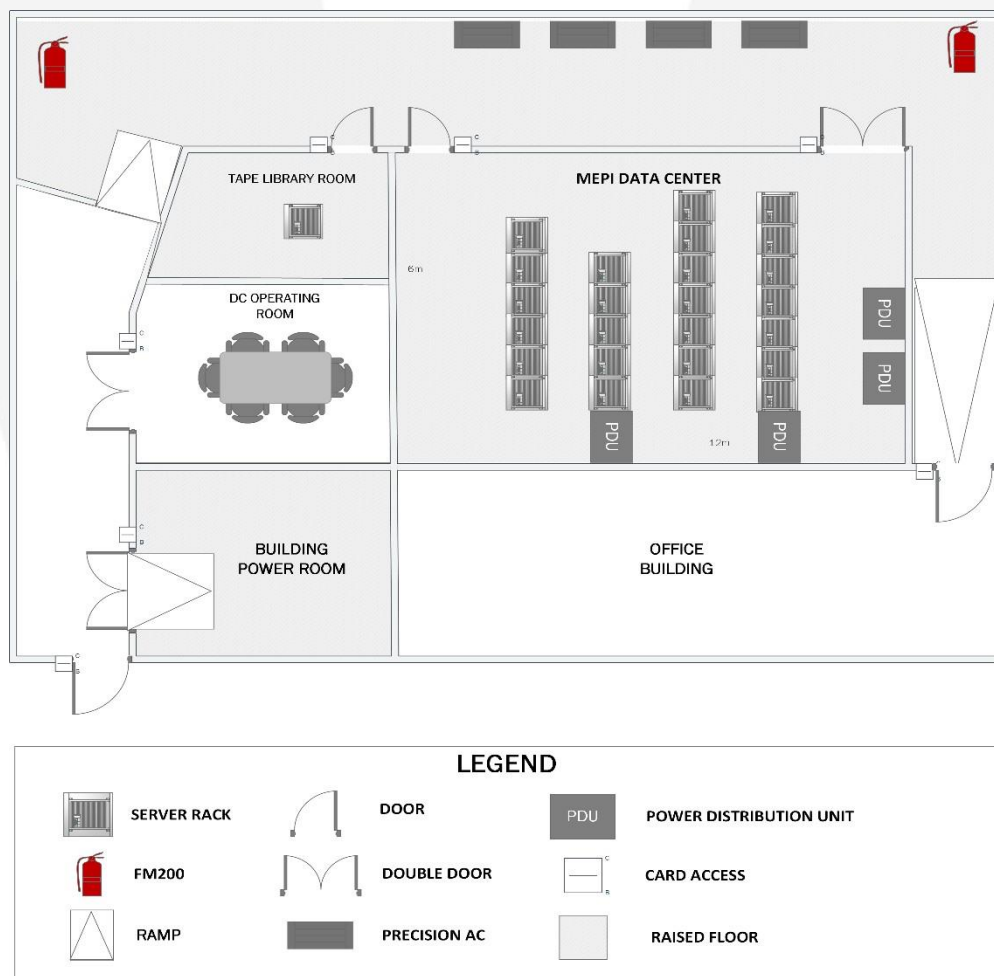 TAPE LIBRARY ROOM
MEPI DATA CENTER
6m
DC OPERATING
ROOM
PDU
PDU
PDU
PDU
12m
BUILDING
POWER ROOM
OFFICE
BUILDING
C
B
C
B
C
B
C
B
C
B
C
B
C
B
LEGEND
SERVER RACK
DOOR
PDU
POWER DISTRIBUTION UNIT
FM200
DOUBLE DOOR
C
B
CARD ACCESS
RAMP
PRECISION AC
RAISED FLOOR